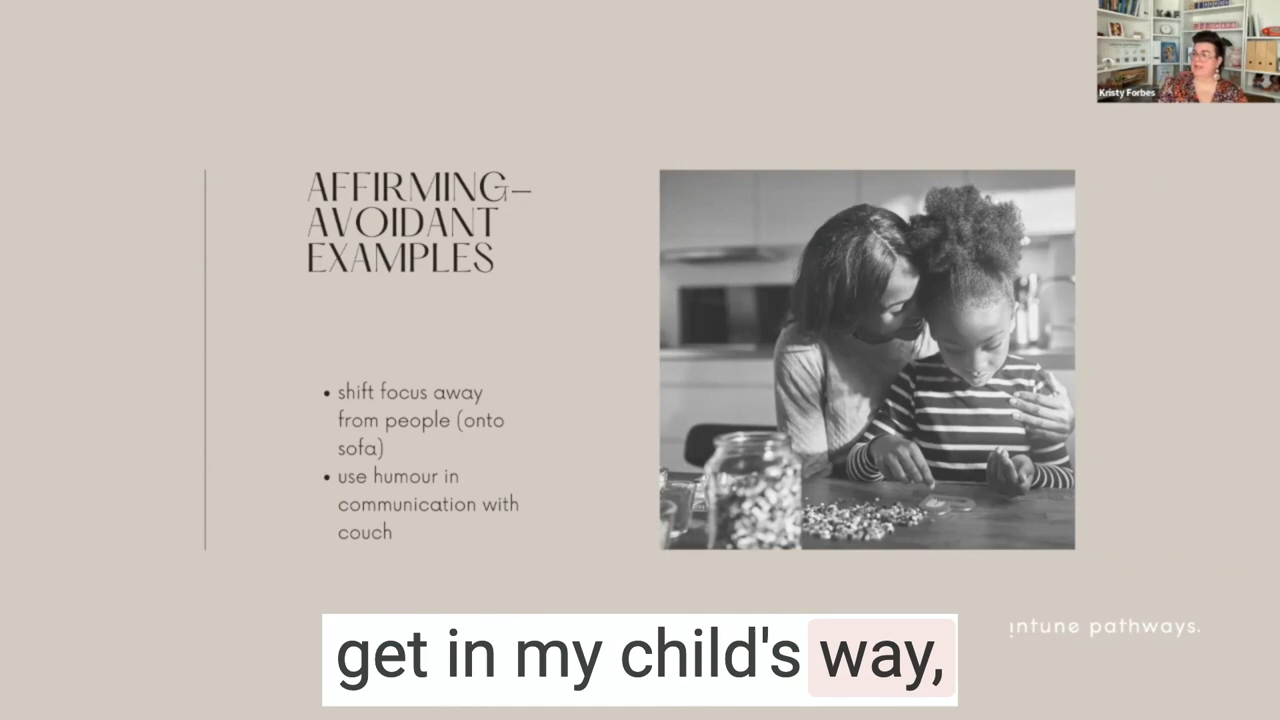 Kristy Forbes
AFFIRMING–
AVOIDANT
EXAMPLES
• shift focus away
from people (onto
sofa)
• use humour in
communication with
couch
intune pathways.
get in my child's way,